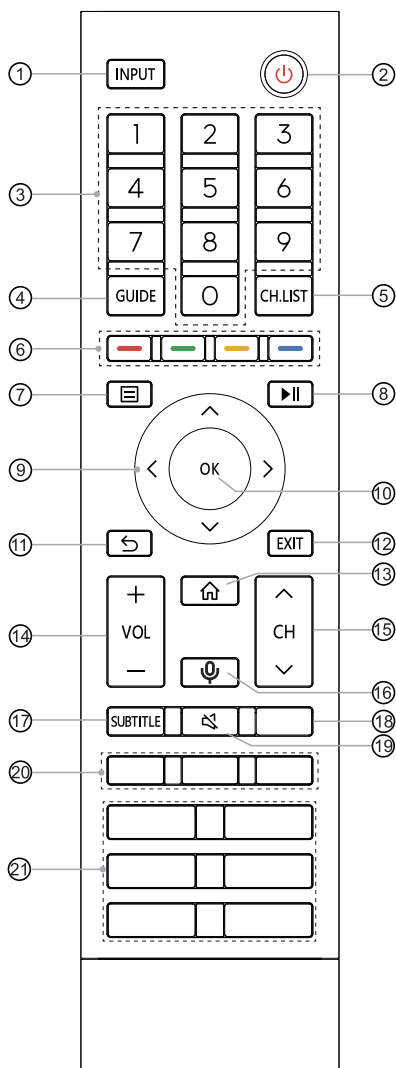 1 INPUT 2
1 2 3
3
4 5 6
7 8 9
4 GUIDE 0 CH.LIST 5
6
7 8
9 OK
10
11 EXIT 12
13
+
14 VOL CH 15
—
16
17 SUBTITLE 18
19
20
21